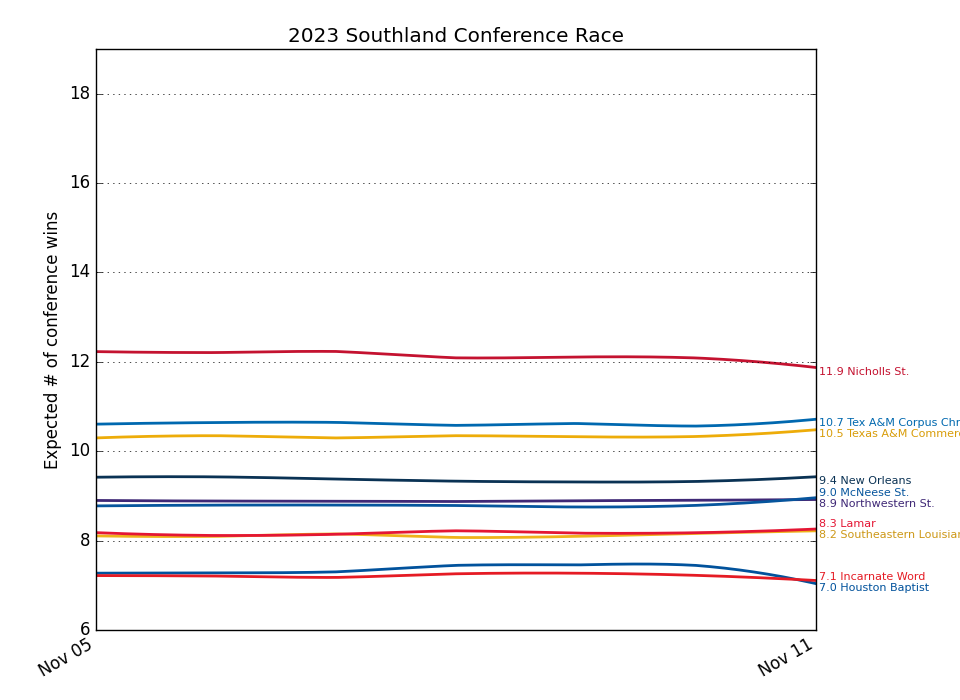 2023 Southland Conference Race
Expected # of conference wins
18
16
14
12
10
8
6
Nov 05
Nov 11
11.9 Nicholls St.
10.7 Tex A&M Corpus Chr
10.5 Texas A&M Commer
9.4 New Orleans
9.0 McNeese St.
8.9 Northwestern St.
8.3 Lamar
8.2 Southeastern Louisia
7.1 Incarnate Word
7.0 Houston Baptist